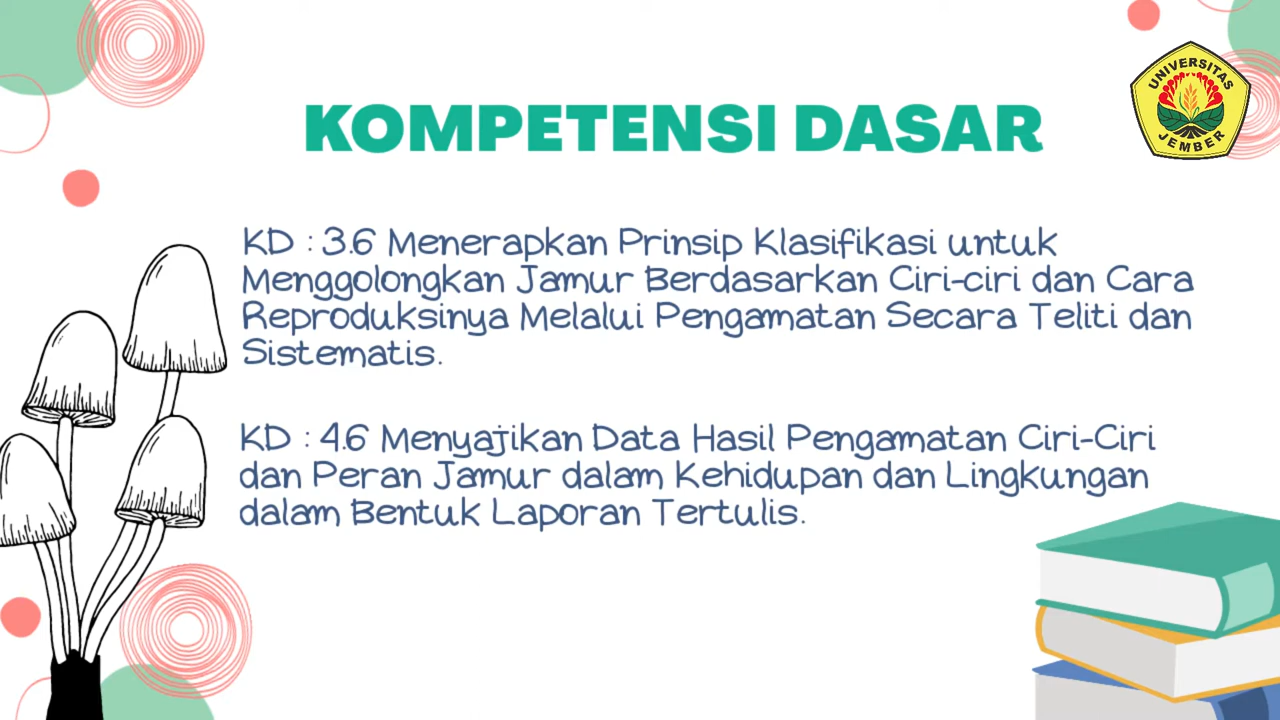 UNIVERSITAS
JEMBER
KOMPETENSI DASAR
KD : 3.6 Menerapkan Prinsip Klasifikasi untuk
Menggolongkan Jamur Berdasarkan Ciri-ciri dan Cara
Reproduksinya Melalui Pengamatan Secara Teliti dan
Sistematis.
KD : 4.6 Menyajikan Data Hasil Pengamatan Ciri-Ciri
dan Peran Jamur dalam Kehidupan dan Lingkungan
dalam Bentuk Laporan Tertulis.